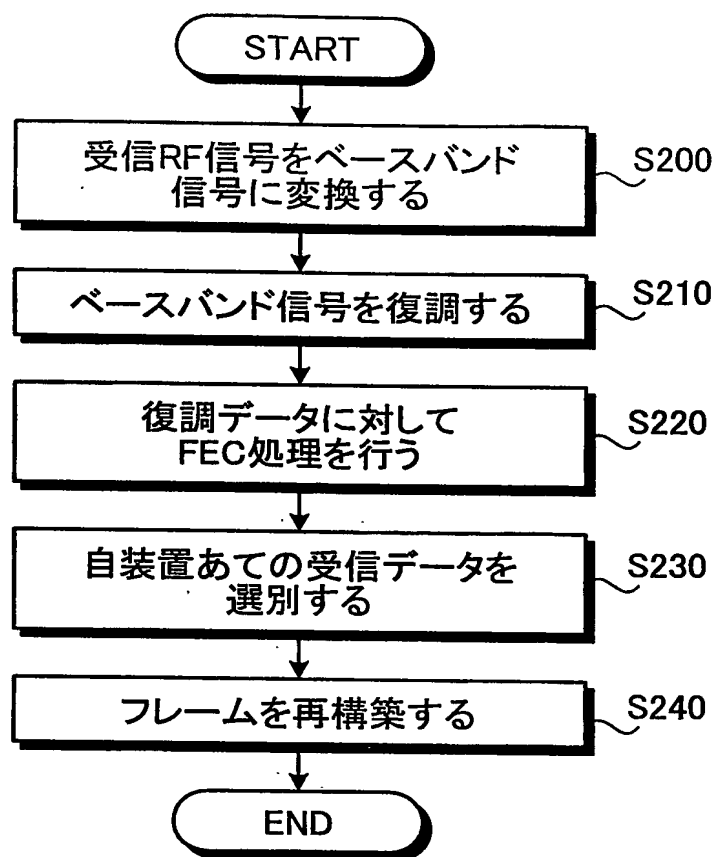 START
受信RF信号をベースバンド
信号に変換する
S200
ベースバンド信号を復調する
S210
復調データに対して
FEC処理を行う
S220
自装置あての受信データを
選別する
S230
フレームを再構築する
S240
END